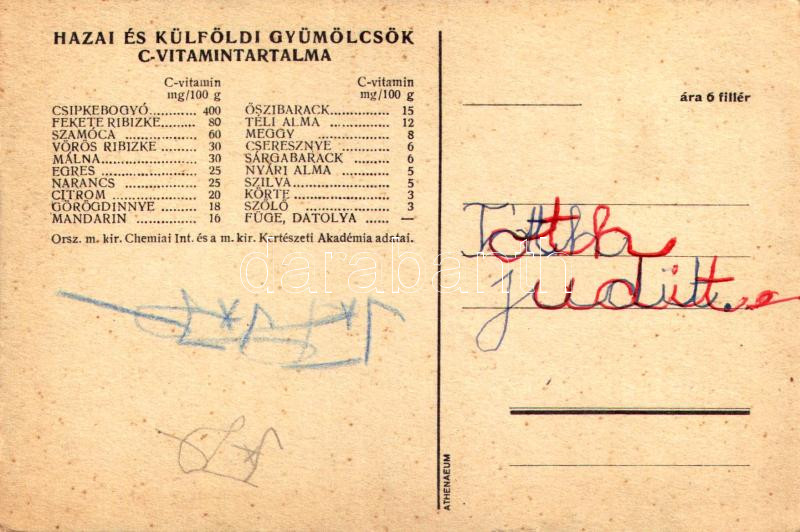 HAZAI ÉS KÜLFÖLDI GYÜMÖLCSÖK
C-VITAMINTARTALMA
C-vitamin
mg/100 g
CSIPKEBOGYÓ ........ 400
FEKETE RIBIZKE ........ 80
SZAMÓCA ........ 60
VÖRÖS RIBIZKE ........ 30
MÁLNA ........ 30
EGRES ........ 25
NARANCS ........ 25
CITROM ........ 20
GÖRÖGDINNYE ........ 18
MANDARIN ........ 16
C-vitamin
mg/100 g
ŐSZIBARACK ........ 15
TÉLI ALMA ........ 12
MEGGY ........ 8
CSERESZNYE ........ 6
SÁRGABARACK ........ 6
NYÁRI ALMA ........ 5
SZILVA ........ 5
KÖRTE ........ 3
SZŐLŐ ........ 3
FÜGE, DATOLYA ...... —
Orsz. m. kir. Chemiai Int. és a m. kir. Kertészeti Akadémia adatai.
ára 6 fillér
judit.
ATHENAEUM
darabanth